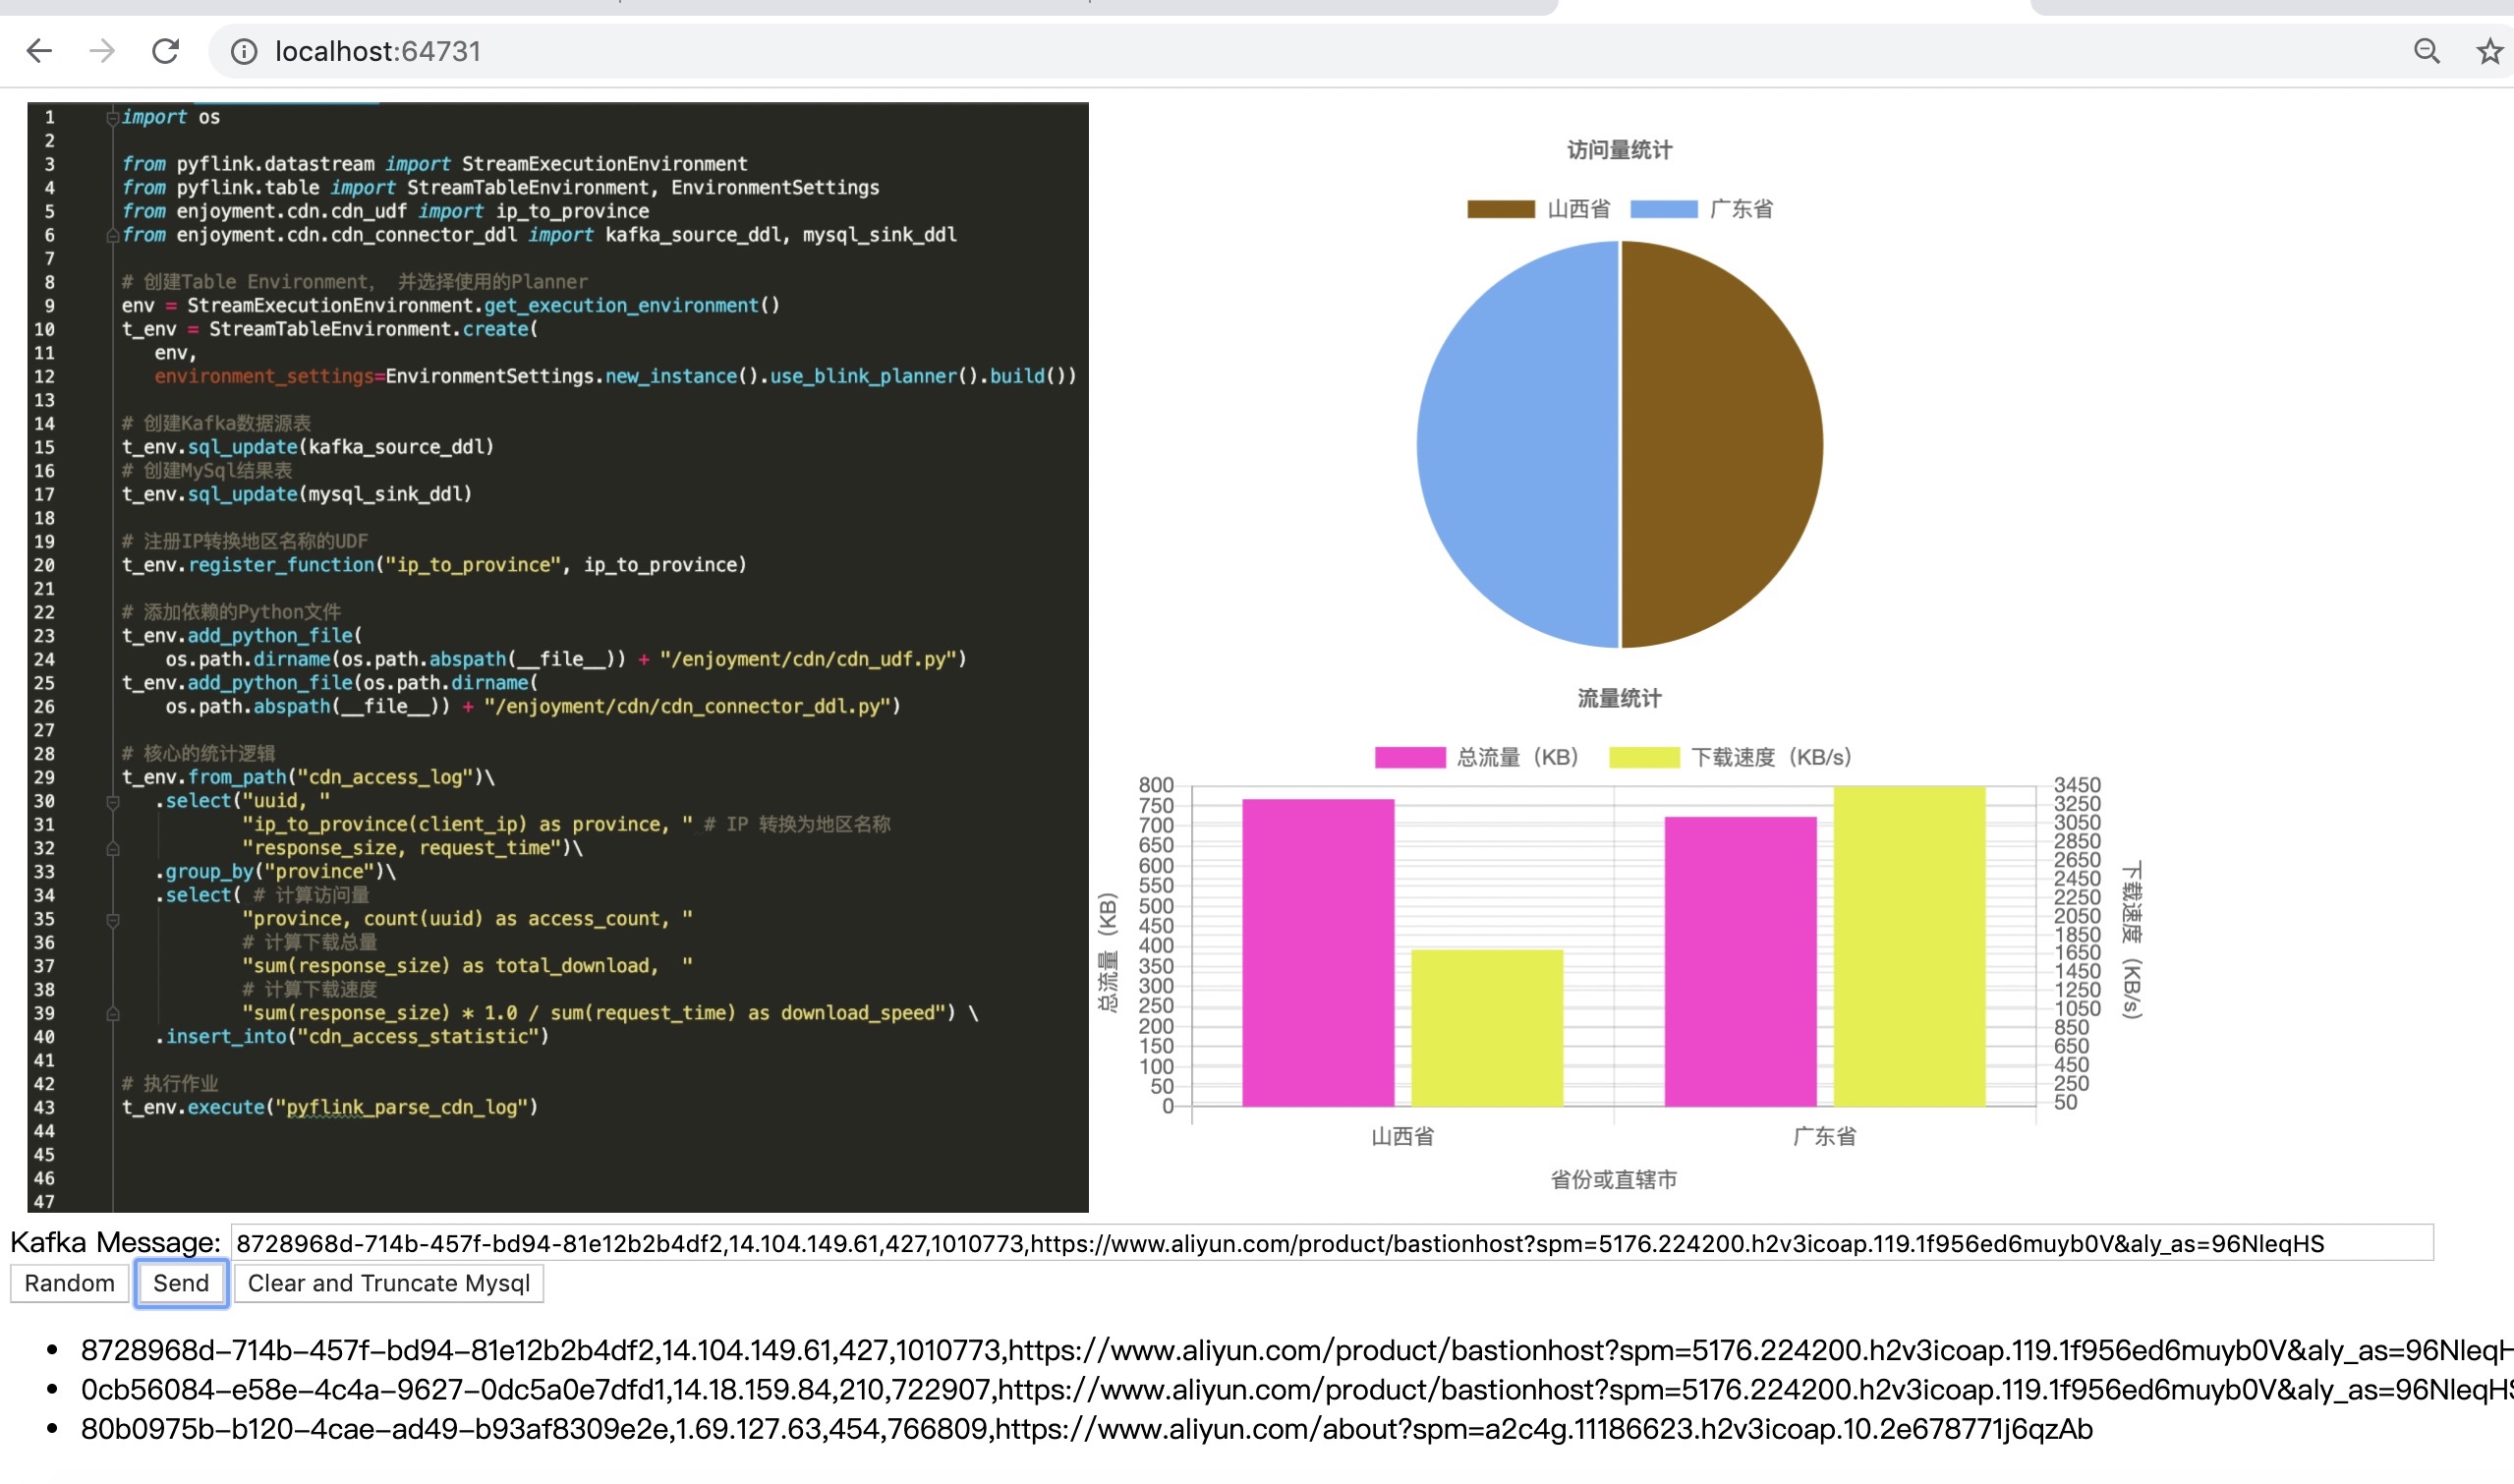 localhost:64731
1 import os
2
3 from pyflink.datastream import StreamExecutionEnvironment
4 from pyflink.table import StreamTableEnvironment, EnvironmentSettings
5 from enjoyment.cdn.cdn_udf import ip_to_province
6 from enjoyment.cdn.cdn_connector_ddl import kafka_source_ddl, mysql_sink_ddl
7
8 # 创建Table Environment， 并选择使用的Planner
9 env = StreamExecutionEnvironment.get_execution_environment()
10 t_env = StreamTableEnvironment.create(
11 env,
12 environment_settings=EnvironmentSettings.new_instance().use_blink_planner().build())
13
14 # 创建Kafka数据源表
15 t_env.sql_update(kafka_source_ddl)
16 # 创建MySql结果表
17 t_env.sql_update(mysql_sink_ddl)
18
19 # 注册IP转换地区名称的UDF
20 t_env.register_function("ip_to_province", ip_to_province)
21
22 # 添加依赖的Python文件
23 t_env.add_python_file(
24 os.path.dirname(os.path.abspath(__file__)) + "/enjoyment/cdn/cdn_udf.py")
25 t_env.add_python_file(os.path.dirname(
26 os.path.abspath(__file__)) + "/enjoyment/cdn/cdn_connector_ddl.py")
27
28 # 核心的统计逻辑
29 t_env.from_path("cdn_access_log")\
30 .select("uuid, "
31 "ip_to_province(client_ip) as province, " # IP 转换为地区名称
32 "response_size, request_time")\
33 .group_by("province")\
34 .select( # 计算访问量
35 "province, count(uuid) as access_count, "
36 # 计算下载总量
37 "sum(response_size) as total_download,  "
38 # 计算下载速度
39 "sum(response_size) * 1.0 / sum(request_time) as download_speed") \
40 .insert_into("cdn_access_statistic")
41
42 # 执行作业
43 t_env.execute("pyflink_parse_cdn_log")
44
45
46
47
访问量统计
山西省 广东省
流量统计
总流量（KB） 下载速度（KB/s）
总流量（KB）
800
750
700
650
600
550
500
450
400
350
300
250
200
150
100
50
0
3450
3250
3050
2850
2650
2450
2250
2050
1850
1650
1450
1250
1050
850
650
450
250
50
下载速度（KB/s）
山西省 广东省
省份或直辖市
Kafka Message: 8728968d-714b-457f-bd94-81e12b2b4df2,14.104.149.61,427,1010773,https://www.aliyun.com/product/bastionhost?spm=5176.224200.h2v3icoap.119.1f956ed6muyb0V&aly_as=96NleqHS
Random Send Clear and Truncate Mysql
• 8728968d-714b-457f-bd94-81e12b2b4df2,14.104.149.61,427,1010773,https://www.aliyun.com/product/bastionhost?spm=5176.224200.h2v3icoap.119.1f956ed6muyb0V&aly_as=96NleqH
• 0cb56084-e58e-4c4a-9627-0dc5a0e7dfd1,14.18.159.84,210,722907,https://www.aliyun.com/product/bastionhost?spm=5176.224200.h2v3icoap.119.1f956ed6muyb0V&aly_as=96NleqHS
• 80b0975b-b120-4cae-ad49-b93af8309e2e,1.69.127.63,454,766809,https://www.aliyun.com/about?spm=a2c4g.11186623.h2v3icoap.10.2e678771j6qzAb